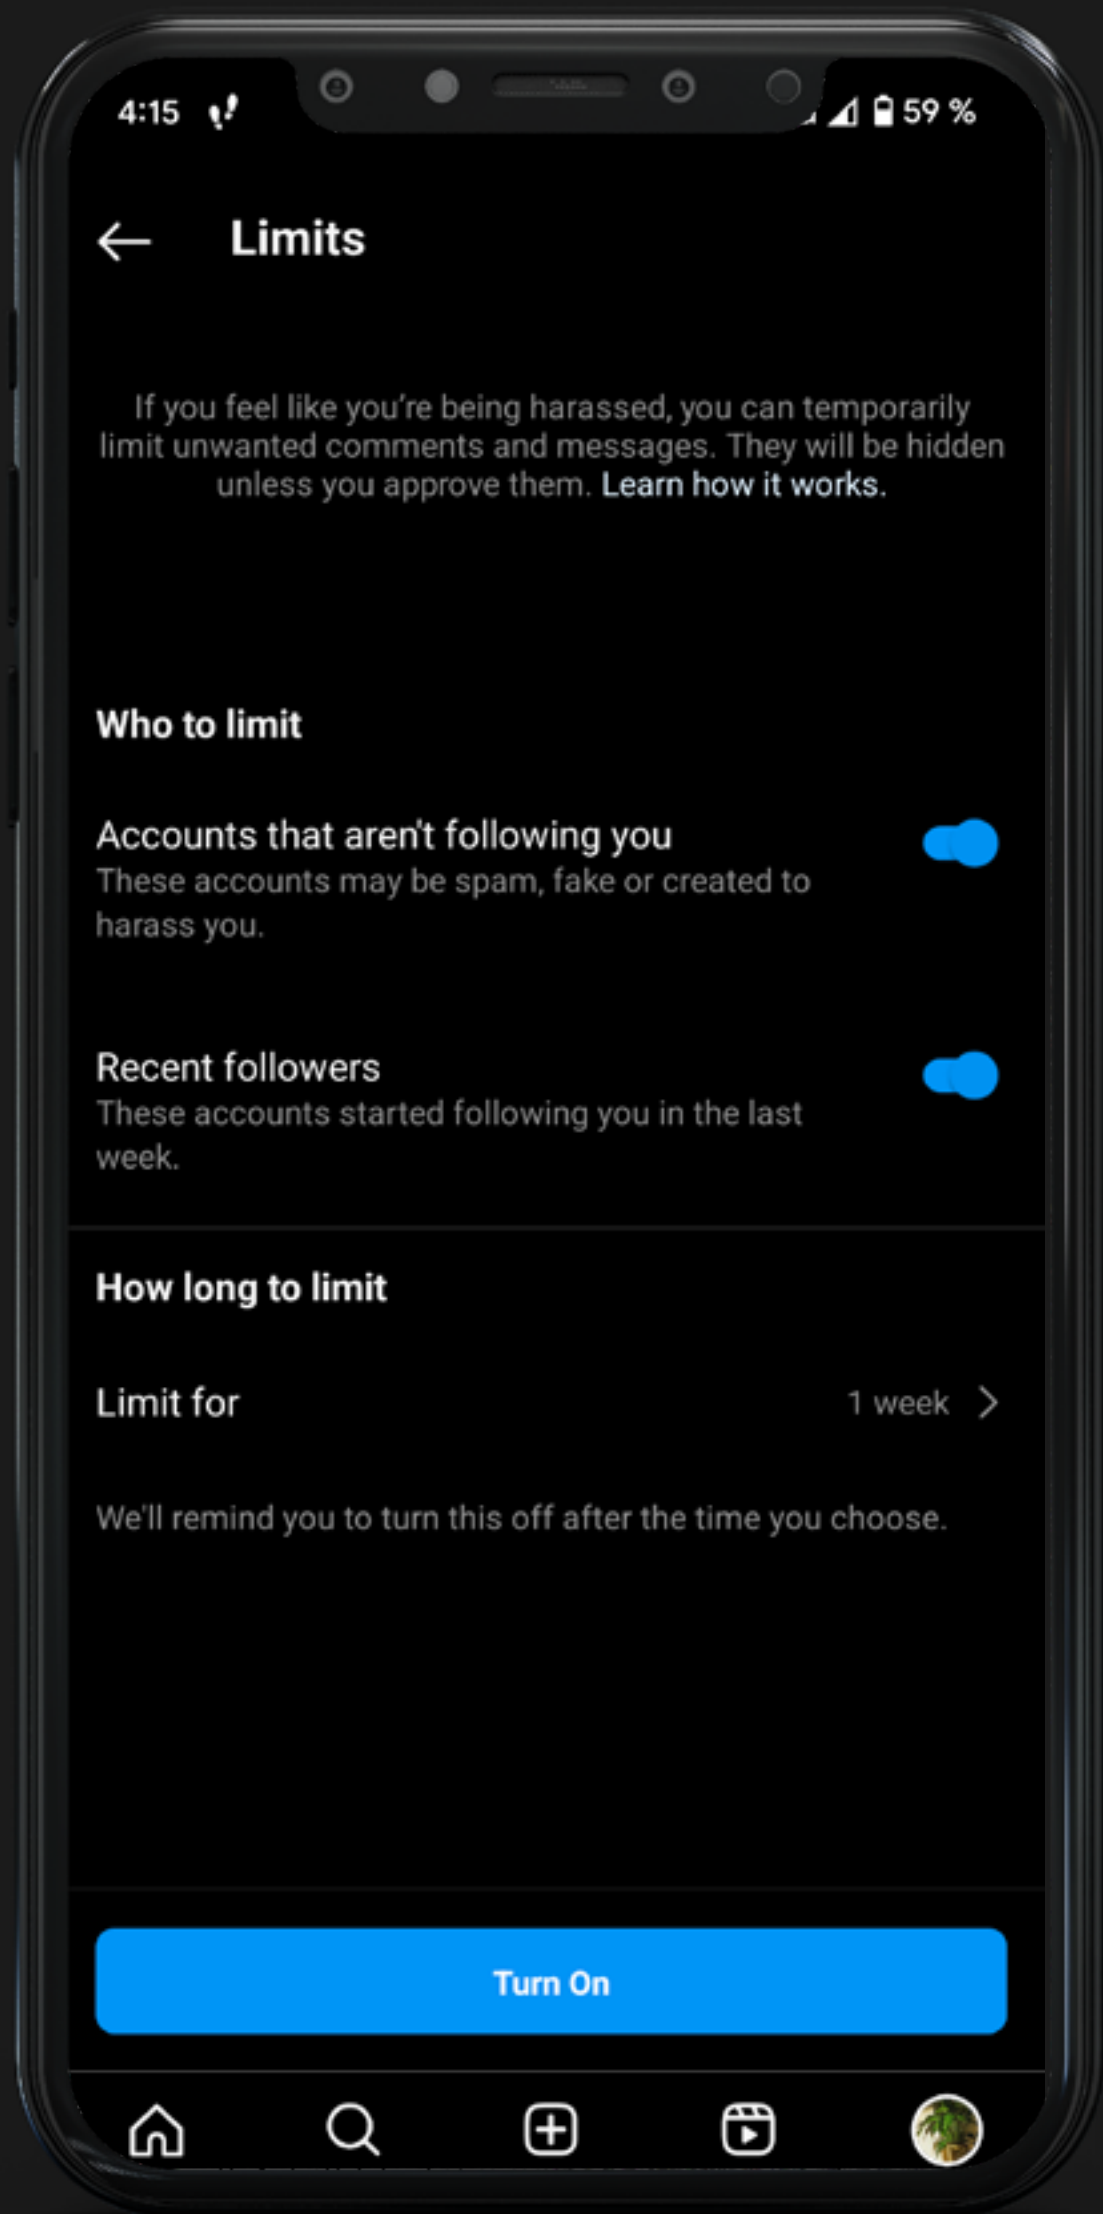 4:15
59 %
Limits
If you feel like you're being harassed, you can temporarily
limit unwanted comments and messages. They will be hidden
unless you approve them. Learn how it works.
Who to limit
Accounts that aren't following you
These accounts may be spam, fake or created to
harass you.
Recent followers
These accounts started following you in the last
week.
How long to limit
Limit for
1 week
We'll remind you to turn this off after the time you choose.
Turn On